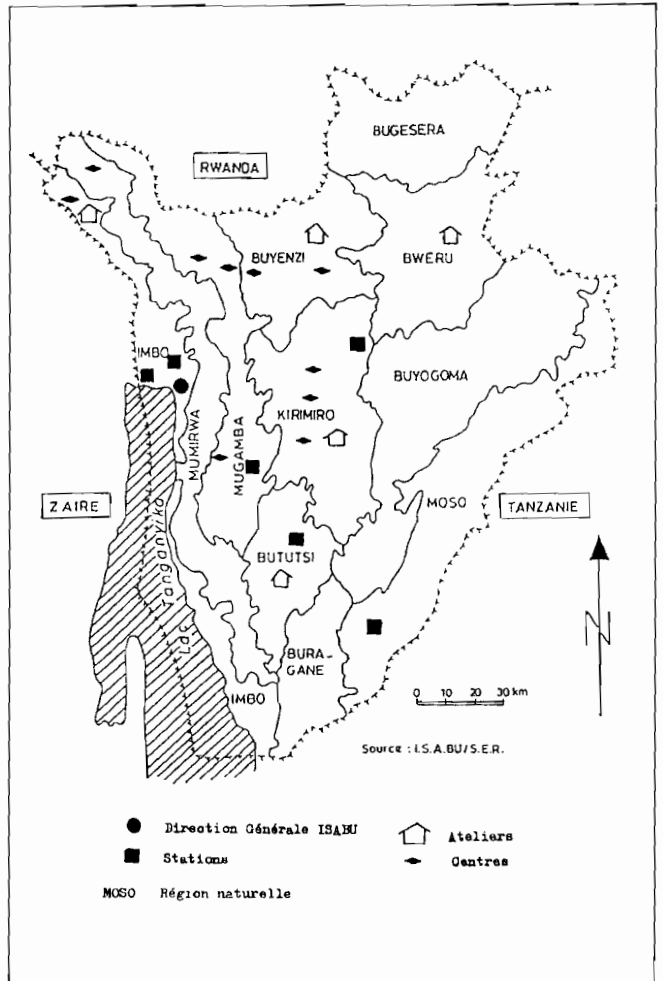 BUGESERA
RWANDA
BUYENZI
BWERU
IMBO
BUYOGOMA
KIRIMIRO
MUMIRWA
MUGAMBA
ZAIRE
MOSO
TANZANIE
Lac Tanganyika
BUTUTSI
N
BURA-
GANE
IMBO
0 10 20 30 km
Source : I.S.A.BU/S.E.R.
Direction Générale ISABU
Ateliers
Stations
Centres
MOSO Région naturelle